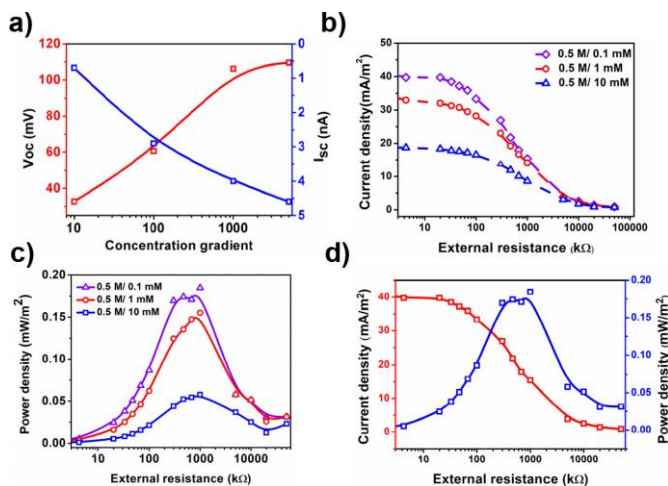 a)
120
100
80
60
40
Voc (mV)
0
1
2
3
4
5
I_SC (nA)
10
100
1000
Concentration gradient
b)
50
40
30
20
10
0
Current density(mA/m²)
0.5 M/ 0.1 mM
0.5 M/ 1 mM
0.5 M/ 10 mM
10
100
1000
10000
100000
External resistance (kΩ)
c)
0.20
0.15
0.10
0.05
0.00
Power density (mW/m²)
0.5 M/ 0.1 mM
0.5 M/ 1 mM
0.5 M/ 10 mM
10
100
1000
10000
External resistance (kΩ)
d)
40
30
20
10
0
Current density (mA/m²)
0.20
0.15
0.10
0.05
0.00
Power density (mW/m²)
10
100
1000
10000
External resistance (kΩ)